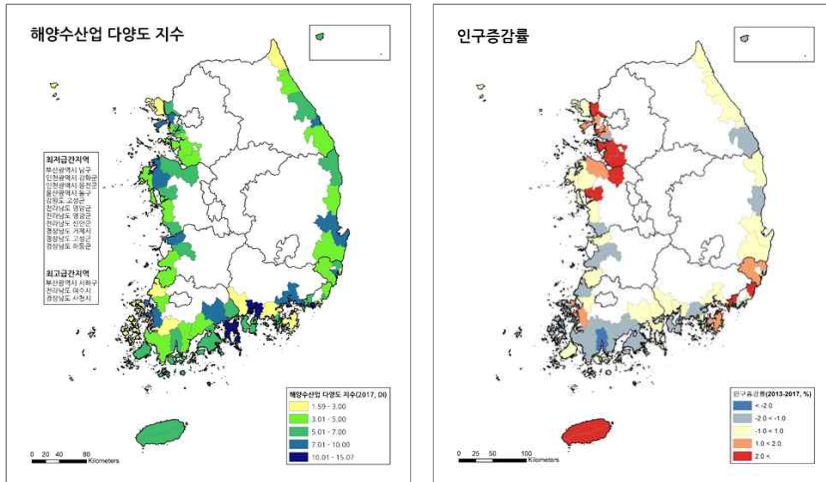 해양수산업 다양도 지수
최저급간지역
부산광역시 남구
인천광역시 강화군
인천광역시 옹진군
울산광역시 동구
강원도 고성군
전라남도 영암군
전라남도 영광군
전라남도 신안군
경상남도 거제시
경상남도 고성군
경상남도 하동군
최고급간지역
부산광역시 서하구
전라남도 여수시
경상남도 사천시
해양수산업 다양도 지수(2017, DI)
1.59 - 3.00
3.01 - 5.00
5.01 - 7.00
7.01 - 10.00
10.01 - 15.07
0 20 40 80
Kilometers
인구증감률
인구증감률(2013-2017, %)
< -2.0
-2.0 < -1.0
-1.0 < 1.0
1.0 < 2.0
2.0 <
0 25 50 100
Kilometers